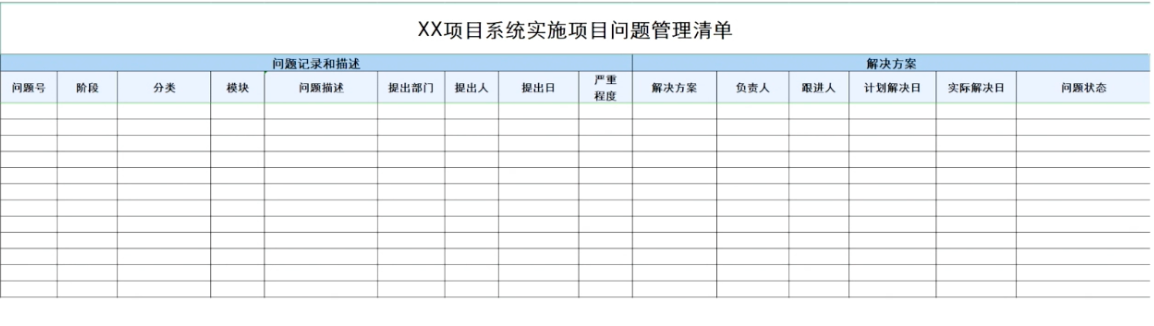 XX项目系统实施项目问题管理清单
问题记录和描述 解决方案
问题号 阶段 分类 模块 问题描述 提出部门 提出人 提出日 严重程度 解决方案 负责人 跟进人 计划解决日 实际解决日 问题状态